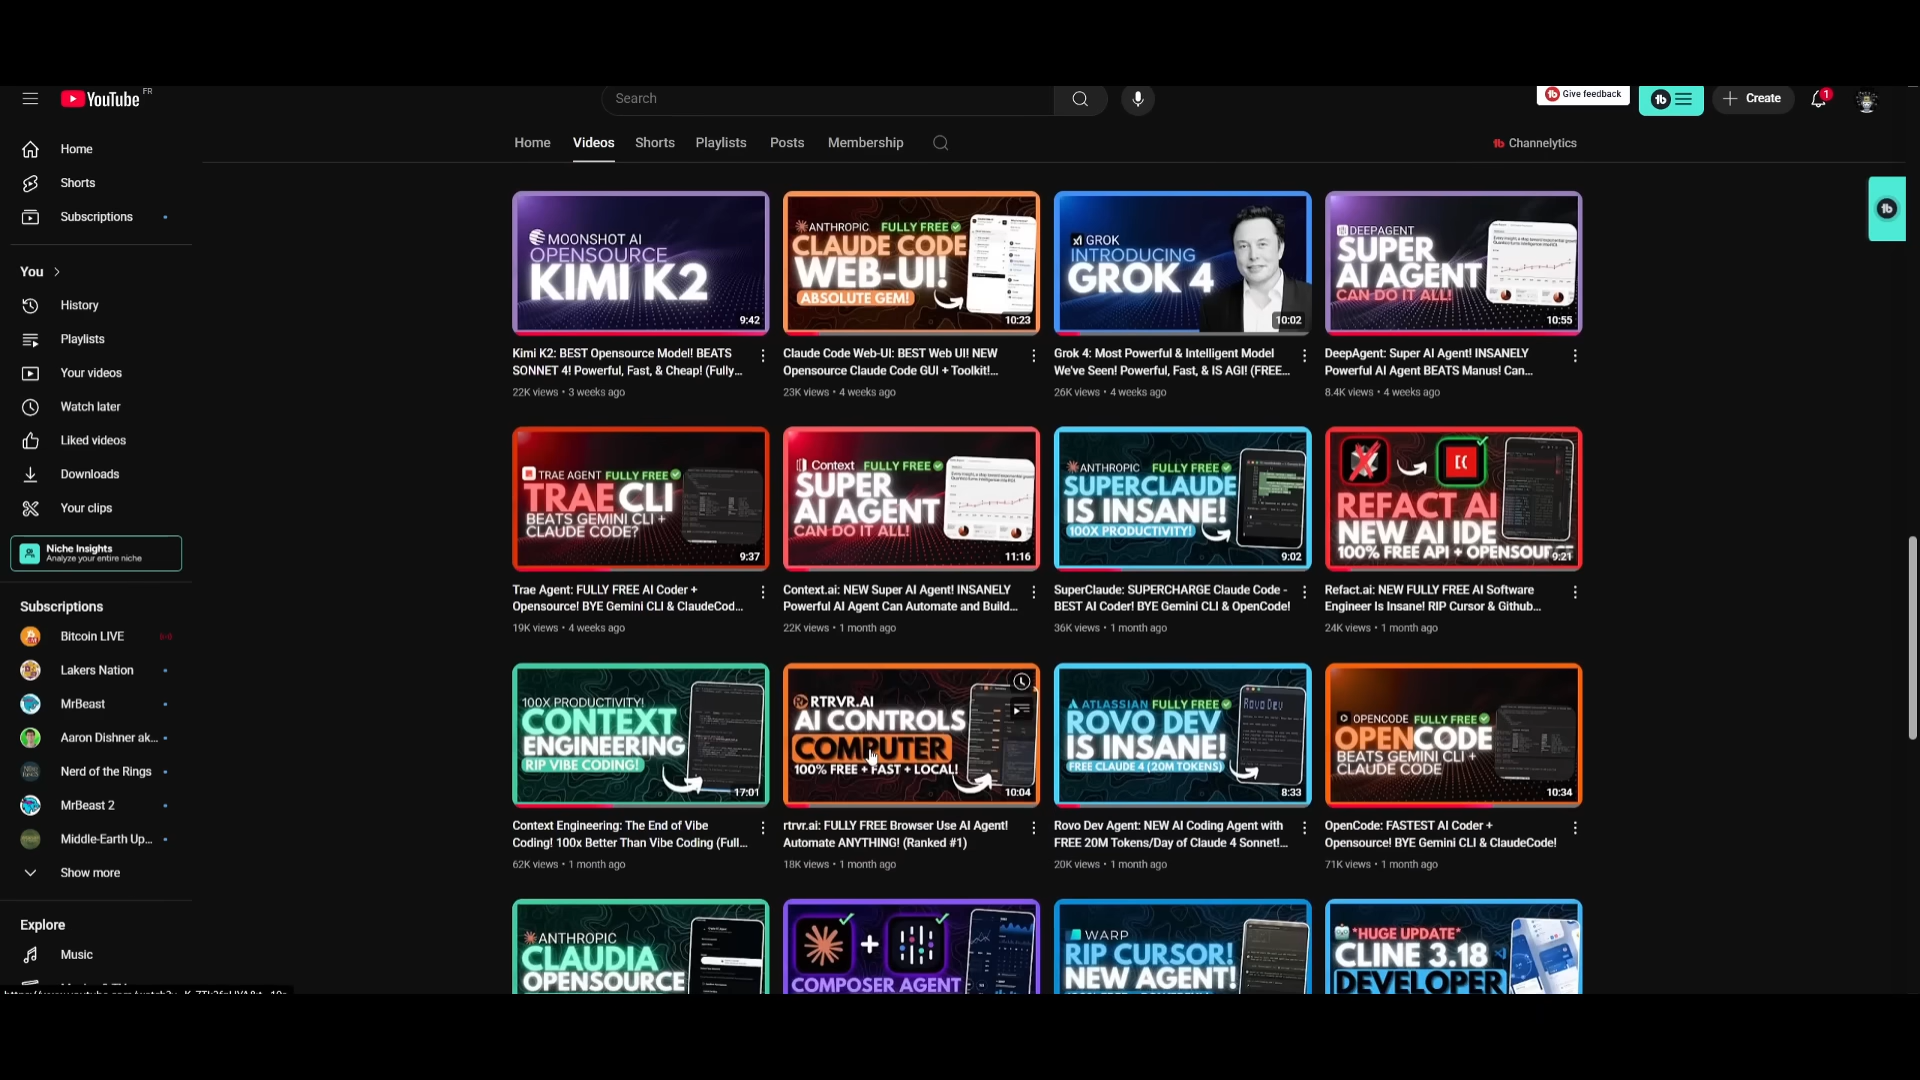 YouTube FR
Search
Give feedback
Create
1
Home
Shorts
Subscriptions
You
History
Playlists
Your videos
Watch later
Liked videos
Downloads
Your clips
Niche Insights
Analyze your entire niche
Subscriptions
Bitcoin LIVE
Lakers Nation
MrBeast
Aaron Dishner ak...
Nerd of the Rings
MrBeast 2
Middle-Earth Up...
Show more
Explore
Music
Home Videos Shorts Playlists Posts Membership
Channelytics
MOONSHOT AI
OPENSOURCE
KIMI K2
9:42
Kimi K2: BEST Opensource Model! BEATS
SONNET 4! Powerful, Fast, & Cheap! (Fully...
22K views • 3 weeks ago
ANTHROPIC FULLY FREE
CLAUDE CODE
WEB-UI!
ABSOLUTE GEM!
10:23
Claude Code Web-UI: BEST Web UI! NEW
Opensource Claude Code GUI + Toolkit!...
23K views • 4 weeks ago
GROK
INTRODUCING
GROK 4
10:02
Grok 4: Most Powerful & Intelligent Model
We've Seen! Powerful, Fast, & IS AGI! (FREE...
26K views • 4 weeks ago
DEEPAGENT
SUPER
AI AGENT
CAN DO IT ALL!
10:55
DeepAgent: Super AI Agent! INSANELY
Powerful AI Agent BEATS Manus! Can...
8.4K views • 4 weeks ago
TRAE AGENT FULLY FREE
TRAE CLI
BEATS GEMINI CLI +
CLAUDE CODE?
9:37
Trae Agent: FULLY FREE AI Coder +
Opensource! BYE Gemini CLI & ClaudeCod...
19K views • 4 weeks ago
Context FULLY FREE
SUPER
AI AGENT
CAN DO IT ALL!
11:16
Context.ai: NEW Super AI Agent! INSANELY
Powerful AI Agent Can Automate and Build...
22K views • 1 month ago
ANTHROPIC FULLY FREE
SUPERCLAUDE
IS INSANE!
100X PRODUCTIVITY!
9:02
SuperClaude: SUPERCHARGE Claude Code -
BEST AI Coder! BYE Gemini CLI & OpenCode!
36K views • 1 month ago
REFACT AI
NEW AI IDE
100% FREE API + OPENSOURCE
9:21
Refact.ai: NEW FULLY FREE AI Software
Engineer Is Insane! RIP Cursor & Github...
24K views • 1 month ago
100X PRODUCTIVITY!
CONTEXT
ENGINEERING
RIP VIBE CODING!
17:01
Context Engineering: The End of Vibe
Coding! 100x Better Than Vibe Coding (Full...
62K views • 1 month ago
RTRVR.AI
AI CONTROLS
COMPUTER
100% FREE + FAST + LOCAL!
10:04
rtrvr.ai: FULLY FREE Browser Use AI Agent!
Automate ANYTHING! (Ranked #1)
18K views • 1 month ago
ATLASSIAN FULLY FREE
ROVO DEV
IS INSANE!
FREE CLAUDE 4 (20M TOKENS)
Rovo Dev
8:33
Rovo Dev Agent: NEW AI Coding Agent with
FREE 20M Tokens/Day of Claude 4 Sonnet!...
20K views • 1 month ago
OPENCODE FULLY FREE
OPENCODE
BEATS GEMINI CLI +
CLAUDE CODE
10:34
OpenCode: FASTEST AI Coder +
Opensource! BYE Gemini CLI & ClaudeCode!
71K views • 1 month ago
ANTHROPIC
CLAUDIA
OPENSOURCE
COMPOSER AGENT
WARP
RIP CURSOR!
NEW AGENT!
*HUGE UPDATE*
CLINE 3.18
DEVELOPER